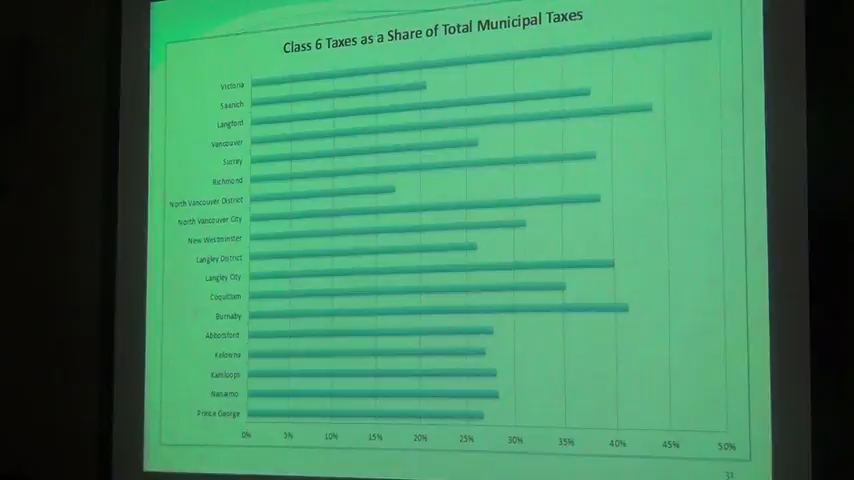 Class 6 Taxes as a Share of Total Municipal Taxes
Victoria
Saanich
Langford
Vancouver
Surrey
Richmond
North Vancouver District
North Vancouver City
New Westminster
Langley District
Langley City
Coquitlam
Burnaby
Abbotsford
Kelowna
Kamloops
Nanaimo
Prince George
0% 5% 10% 15% 20% 25% 30% 35% 40% 45% 50%
31